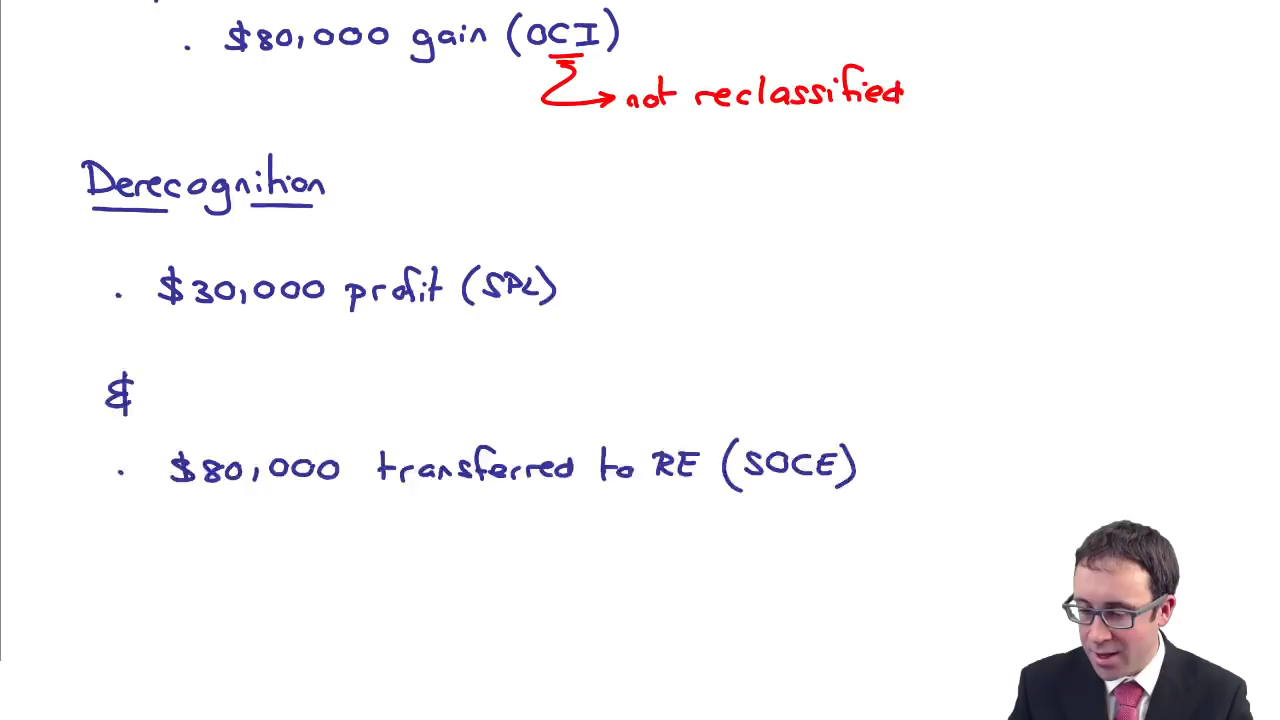 . $80,000 gain (OCI)
not reclassified
Derecognition
. $30,000 profit (SPL)
&
. $80,000 transferred to RE (SOCE)